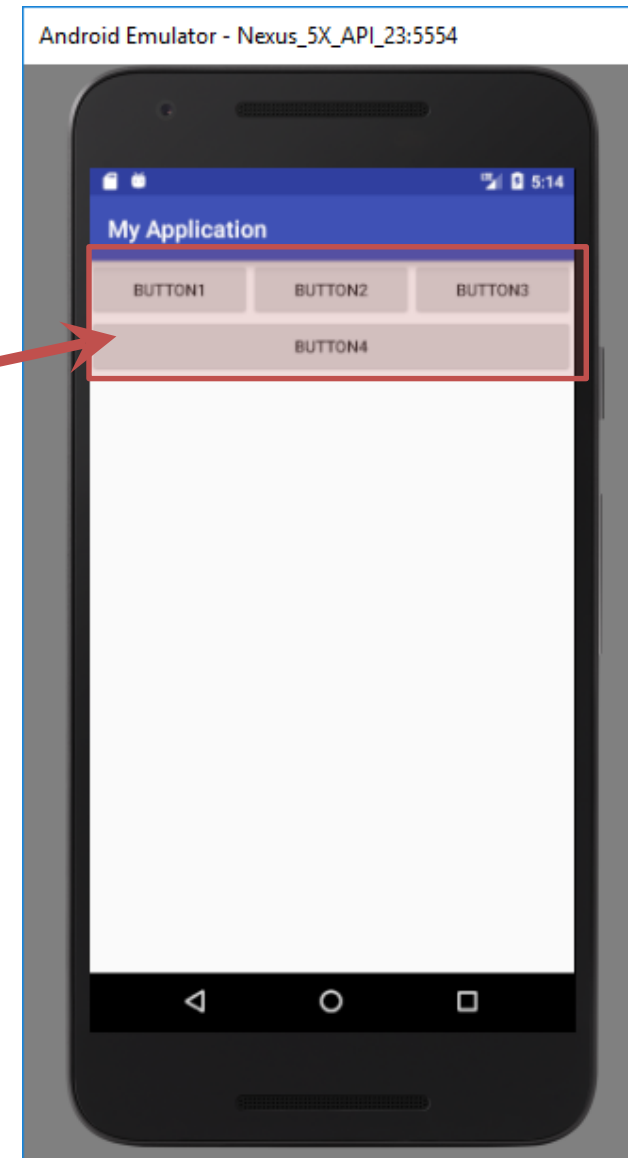 Android Emulator - Nexus_5X_API_23:5554
5:14
My Application
BUTTON1 BUTTON2 BUTTON3
BUTTON4